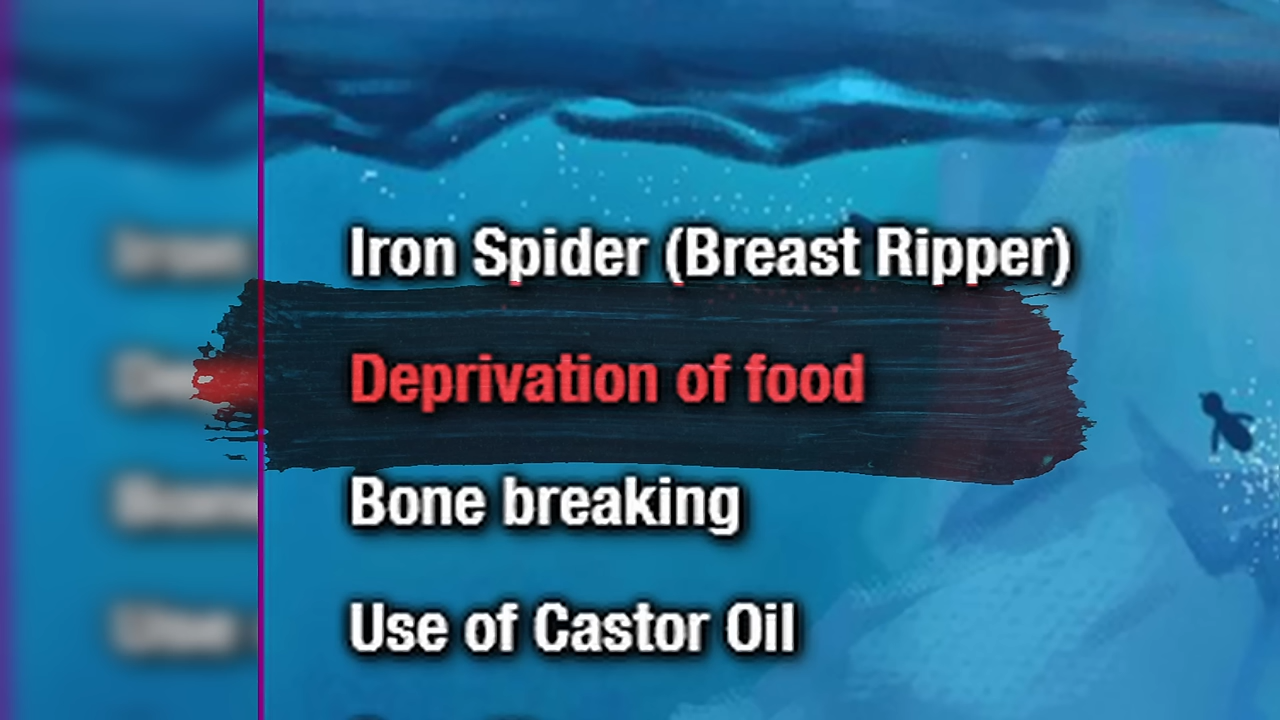 Iron Spider (Breast Ripper)
Deprivation of food
Bone breaking
Use of Castor Oil